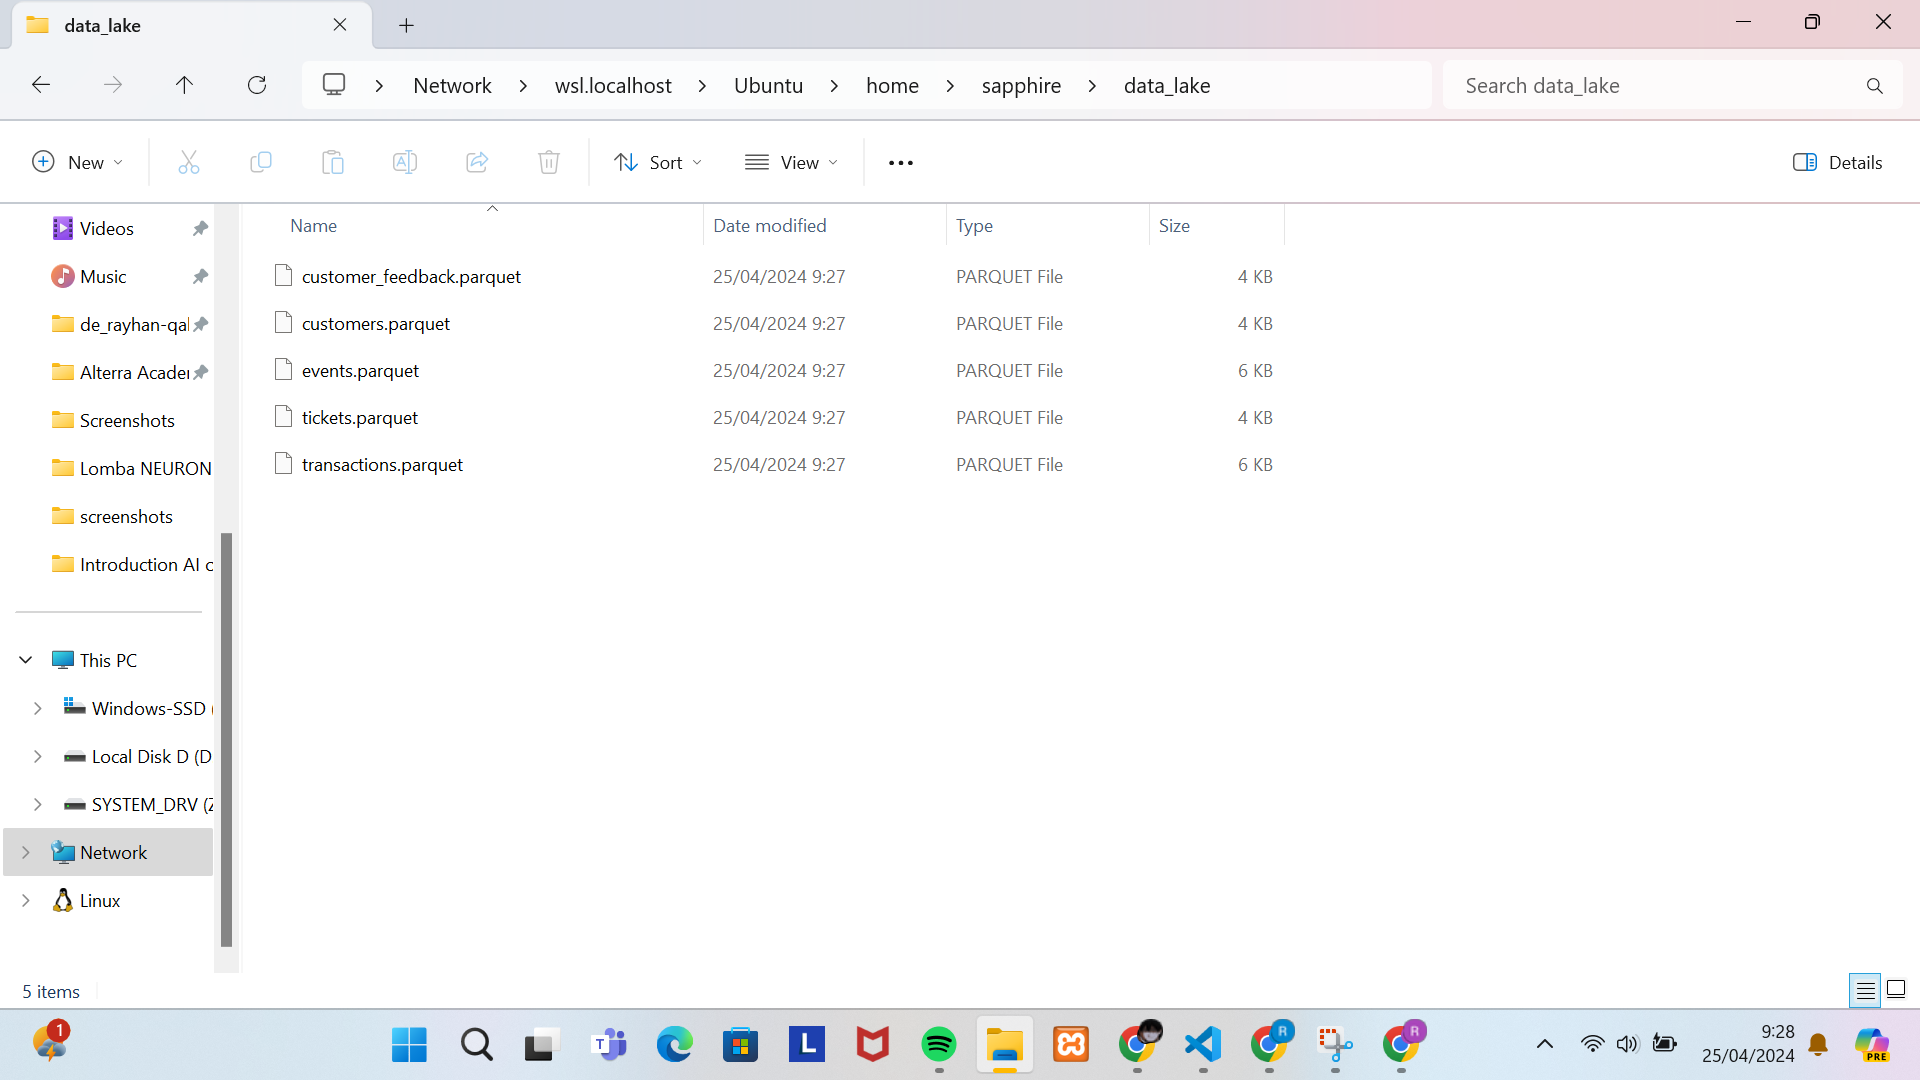 data_lake
Network > wsl.localhost > Ubuntu > home > sapphire > data_lake
Search data_lake
New
Sort
View
Details
Name
Date modified
Type
Size
customer_feedback.parquet 25/04/2024 9:27 PARQUET File 4 KB
customers.parquet 25/04/2024 9:27 PARQUET File 4 KB
events.parquet 25/04/2024 9:27 PARQUET File 6 KB
tickets.parquet 25/04/2024 9:27 PARQUET File 4 KB
transactions.parquet 25/04/2024 9:27 PARQUET File 6 KB
Videos
Music
de_rayhan-qal
Alterra Acader
Screenshots
Lomba NEURON
screenshots
Introduction AI c
This PC
Windows-SSD (
Local Disk D (D
SYSTEM_DRV (Z
Network
Linux
5 items
1
T
L
R
R
9:28
25/04/2024
PRE